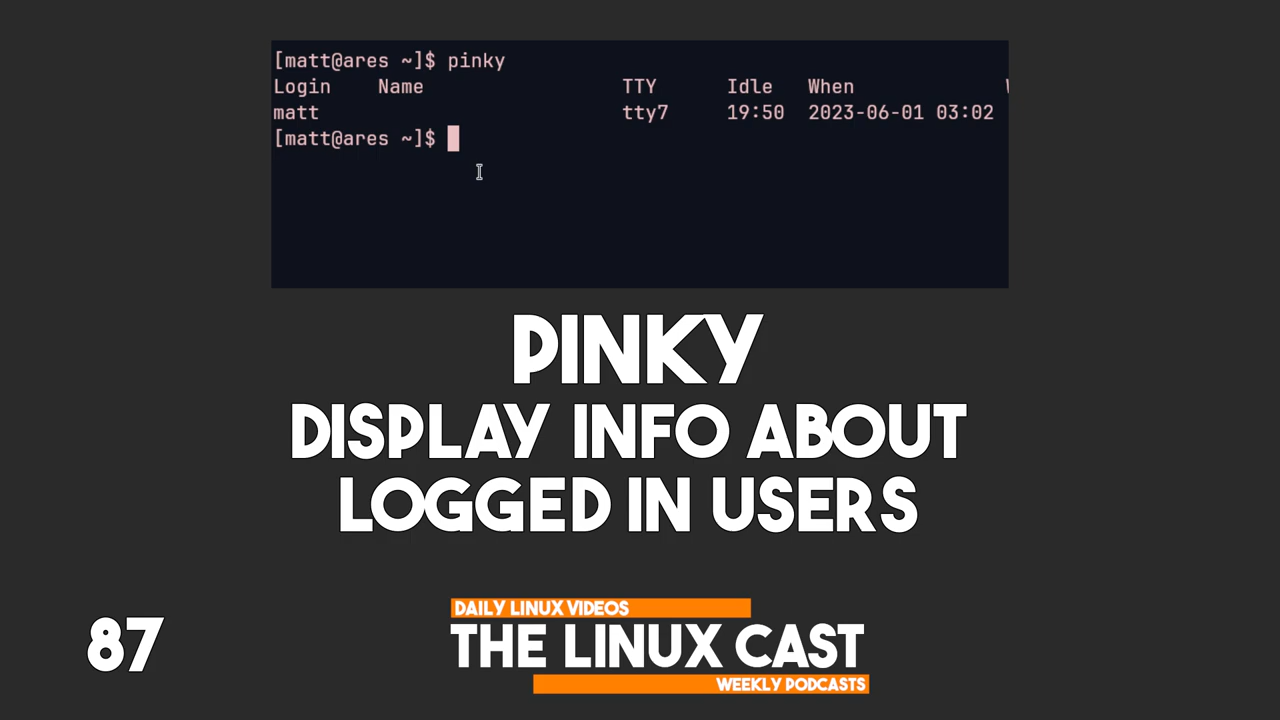 [matt@ares ~]$ pinky
Login    Name                 TTY      Idle   When             W
matt                          tty7     19:50  2023-06-01 03:02
[matt@ares ~]$
PINKY
DISPLAY INFO ABOUT
LOGGED IN USERS
87
DAILY LINUX VIDEOS
THE LINUX CAST
WEEKLY PODCASTS